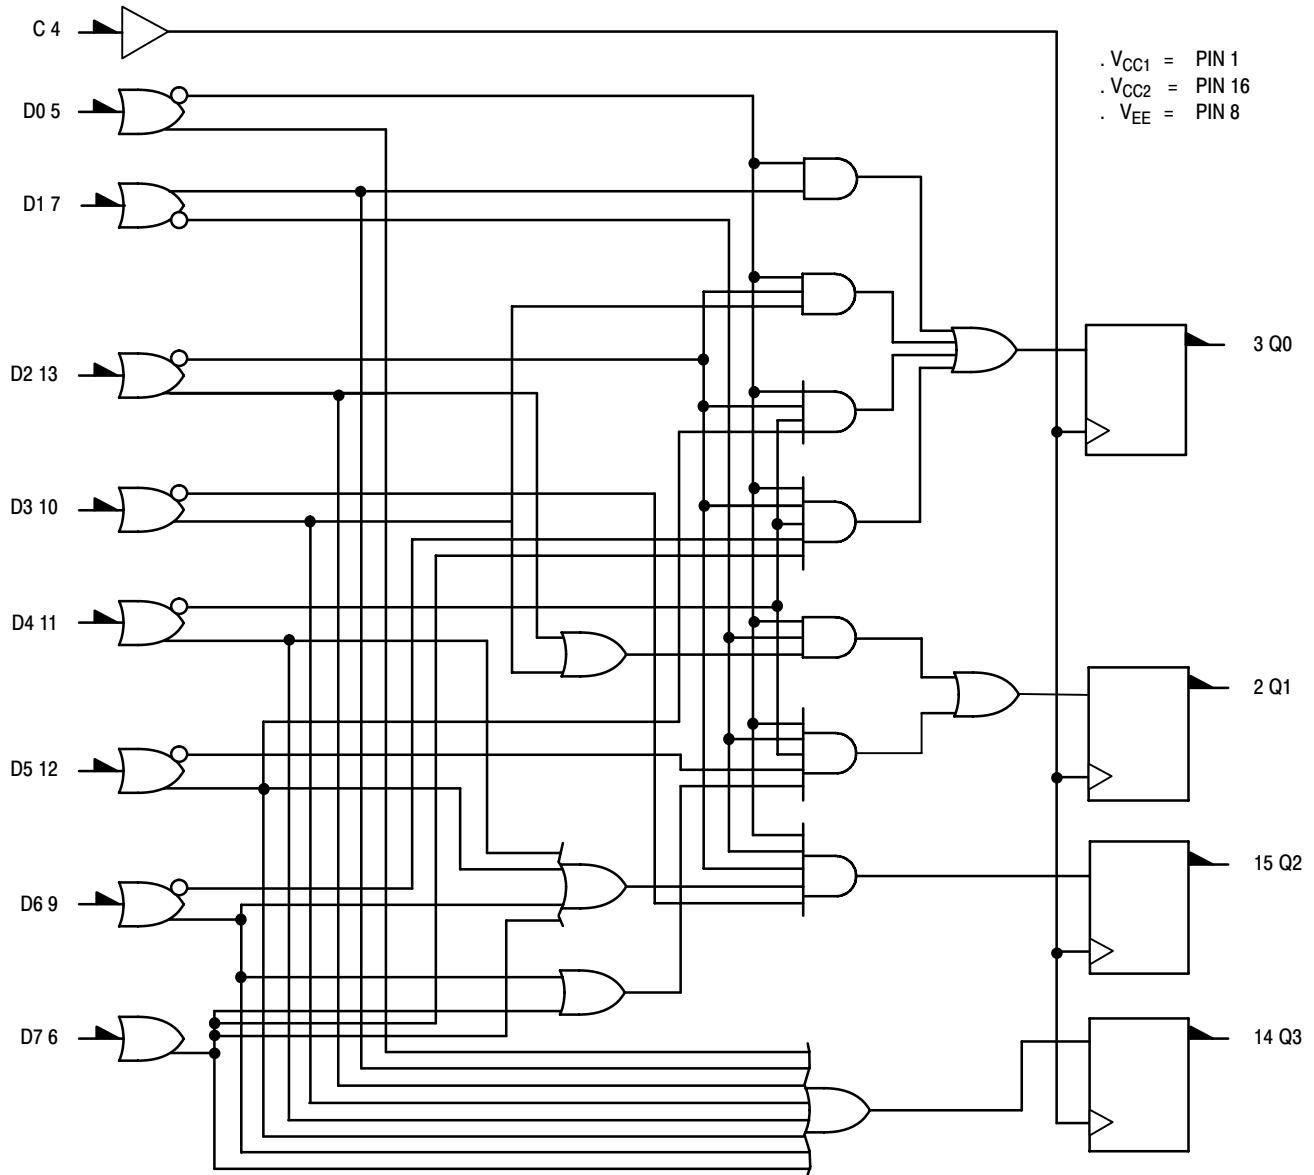 C 4
. VCC1 = PIN 1
. VCC2 = PIN 16
. VEE = PIN 8
D0 5
D1 7
D2 13
D3 10
D4 11
D5 12
D6 9
D7 6
3 Q0
2 Q1
15 Q2
14 Q3